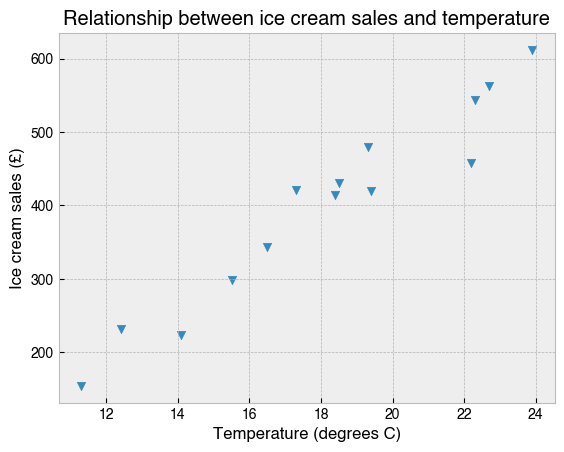 Relationship between ice cream sales and temperature
Ice cream sales (£)
600
500
400
300
200
12 14 16 18 20 22 24
Temperature (degrees C)